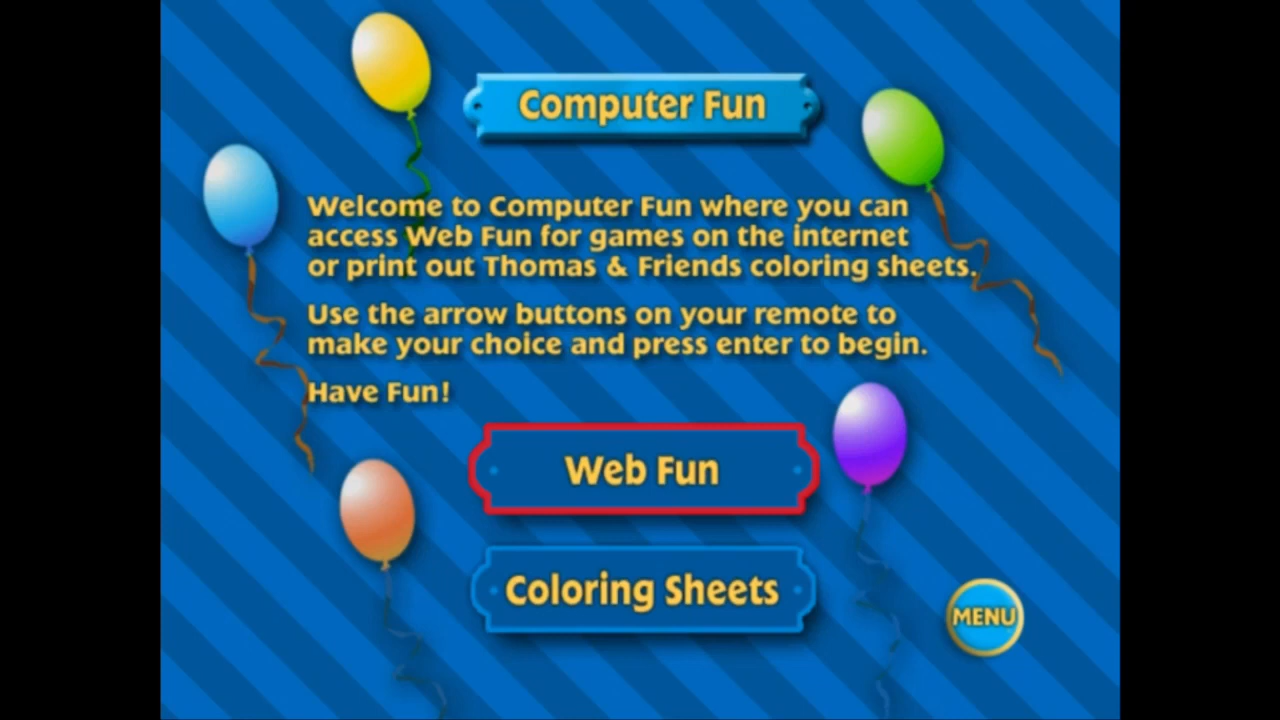 Computer Fun
Welcome to Computer Fun where you can
access Web Fun for games on the internet
or print out Thomas & Friends coloring sheets.
Use the arrow buttons on your remote to
make your choice and press enter to begin.
Have Fun!
Web Fun
Coloring Sheets
MENU